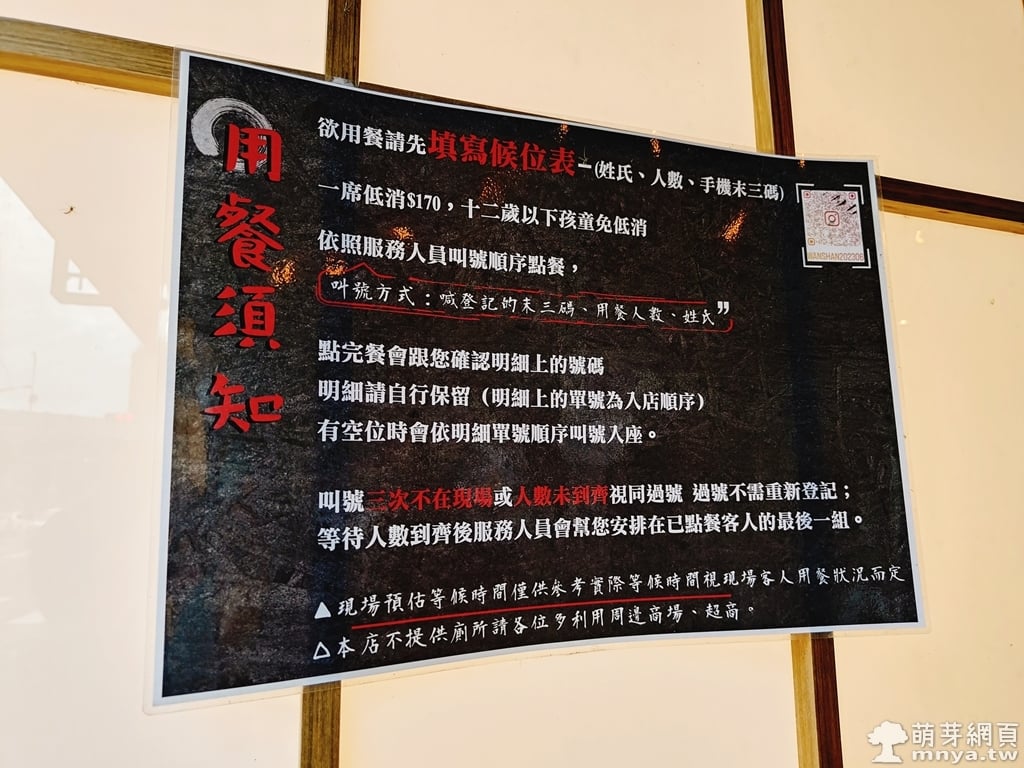 用餐須知
欲用餐請先填寫候位表-(姓氏、人數、手機末三碼)
一席低消$170，十二歲以下孩童免低消
依照服務人員叫號順序點餐，
叫號方式：喊登記的末三碼、用餐人數、姓氏"
點完餐會跟您確認明細上的號碼
明細請自行保留（明細上的單號為入店順序）
有空位時會依明細單號順序叫號入座。
叫號三次不在現場或人數未到齊視同過號 過號不需重新登記；
等待人數到齊後服務人員會幫您安排在已點餐客人的最後一組。
▲現場預估等候時間僅供參考實際等候時間視現場客人用餐狀況而定
△本店不提供廁所請各位多利用周邊商場、超商。
WANSHAN202306
萌芽網頁
mnya.tw